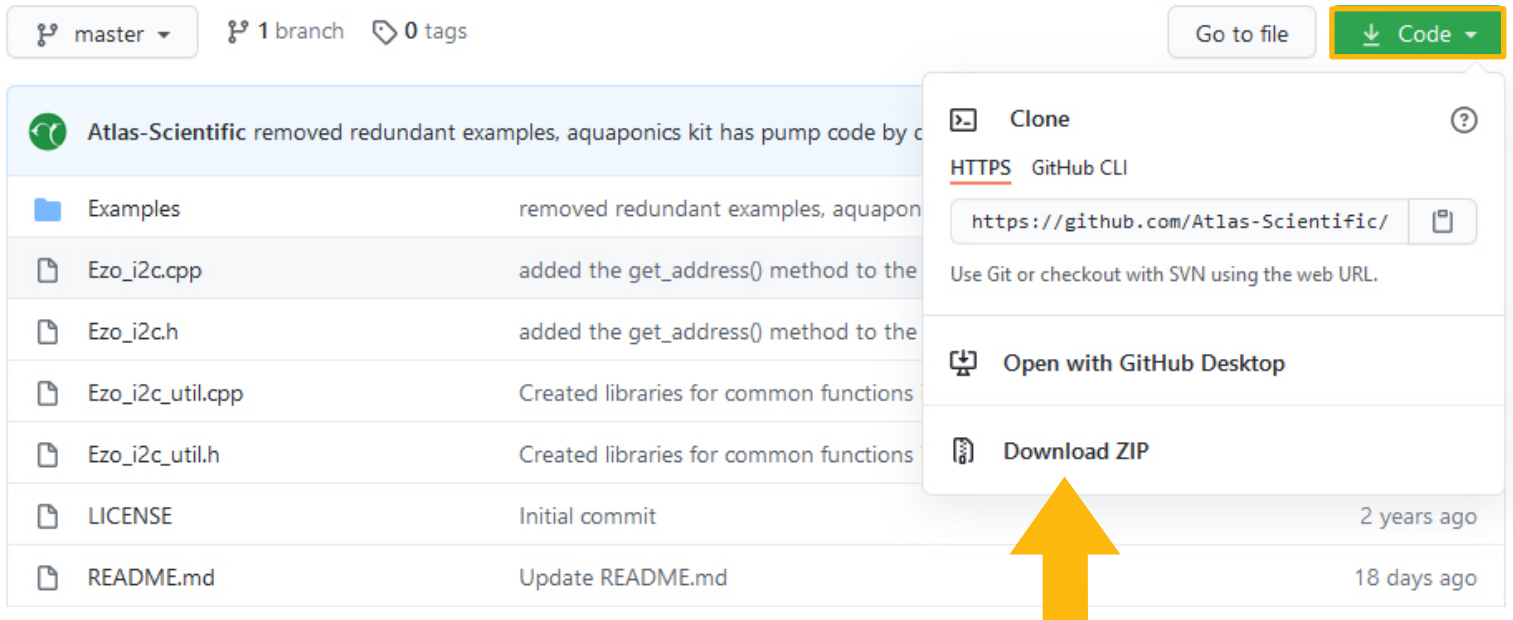 master
1 branch
0 tags
Go to file
Code
Atlas-Scientific removed redundant examples, aquaponics kit has pump code by
Clone
HTTPS GitHub CLI
https://github.com/Atlas-Scientific/
Use Git or checkout with SVN using the web URL.
Open with GitHub Desktop
Download ZIP
Examples removed redundant examples, aquapon
Ezo_i2c.cpp added the get_address() method to the
Ezo_i2c.h added the get_address() method to the
Ezo_i2c_util.cpp Created libraries for common functions
Ezo_i2c_util.h Created libraries for common functions
LICENSE Initial commit 2 years ago
README.md Update README.md 18 days ago